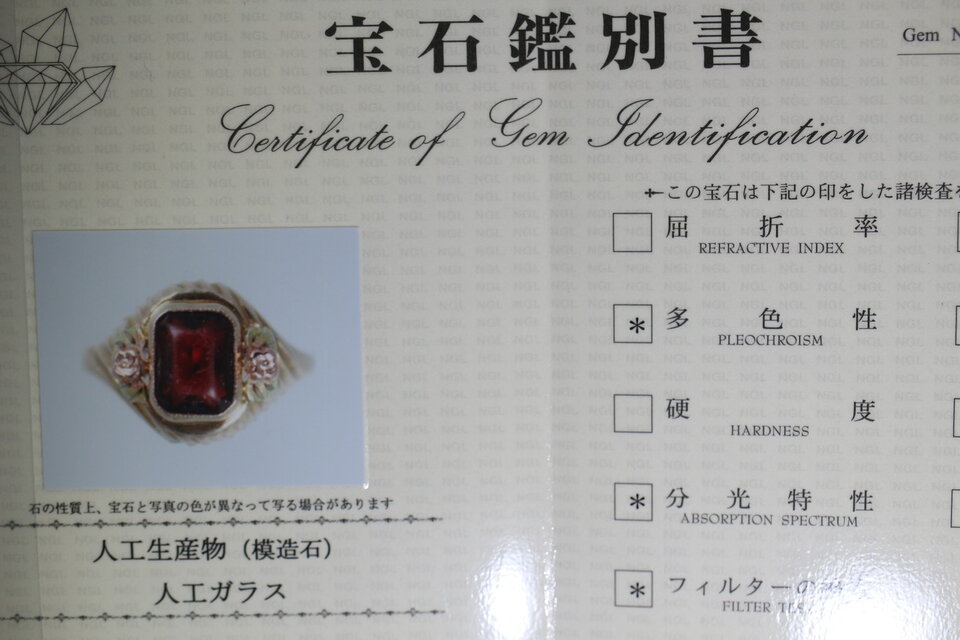 宝石鑑別書
Gem N
Certificate of Gem Identification
この宝石は下記の印をした諸検査を
屈折率
REFRACTIVE INDEX
* 多色性
PLEOCHROISM
硬度
HARDNESS
* 分光特性
ABSORPTION SPECTRUM
* フィルターの
FILTER
石の性質上、宝石と写真の色が異なって写る場合があります
人工生産物（模造石）
人工ガラス